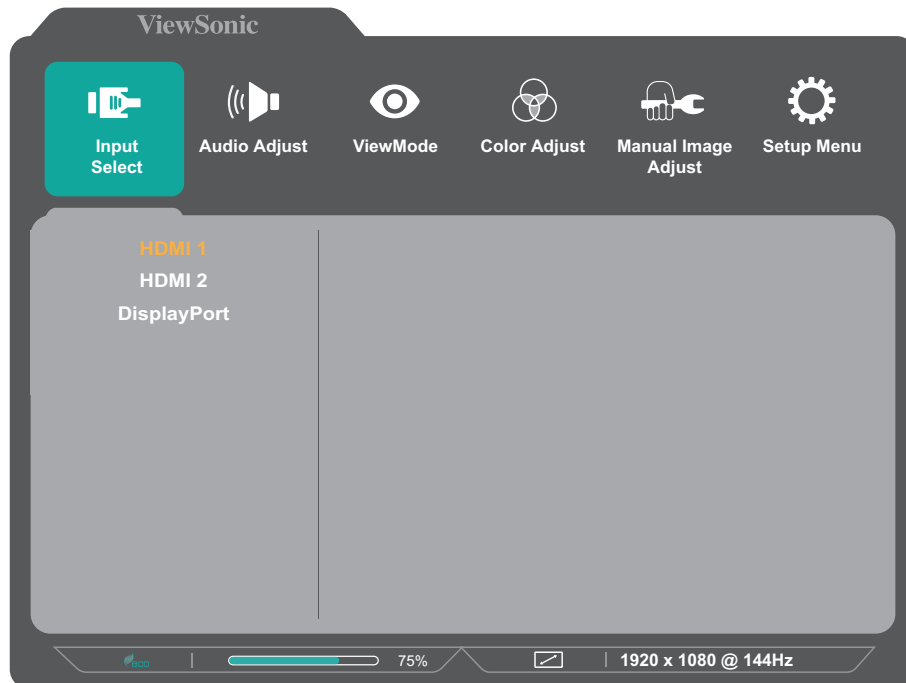 ViewSonic
Input
Select
Audio Adjust
ViewMode
Color Adjust
Manual Image
Adjust
Setup Menu
HDMI 1
HDMI 2
DisplayPort
eco
75%
1920 x 1080 @ 144Hz